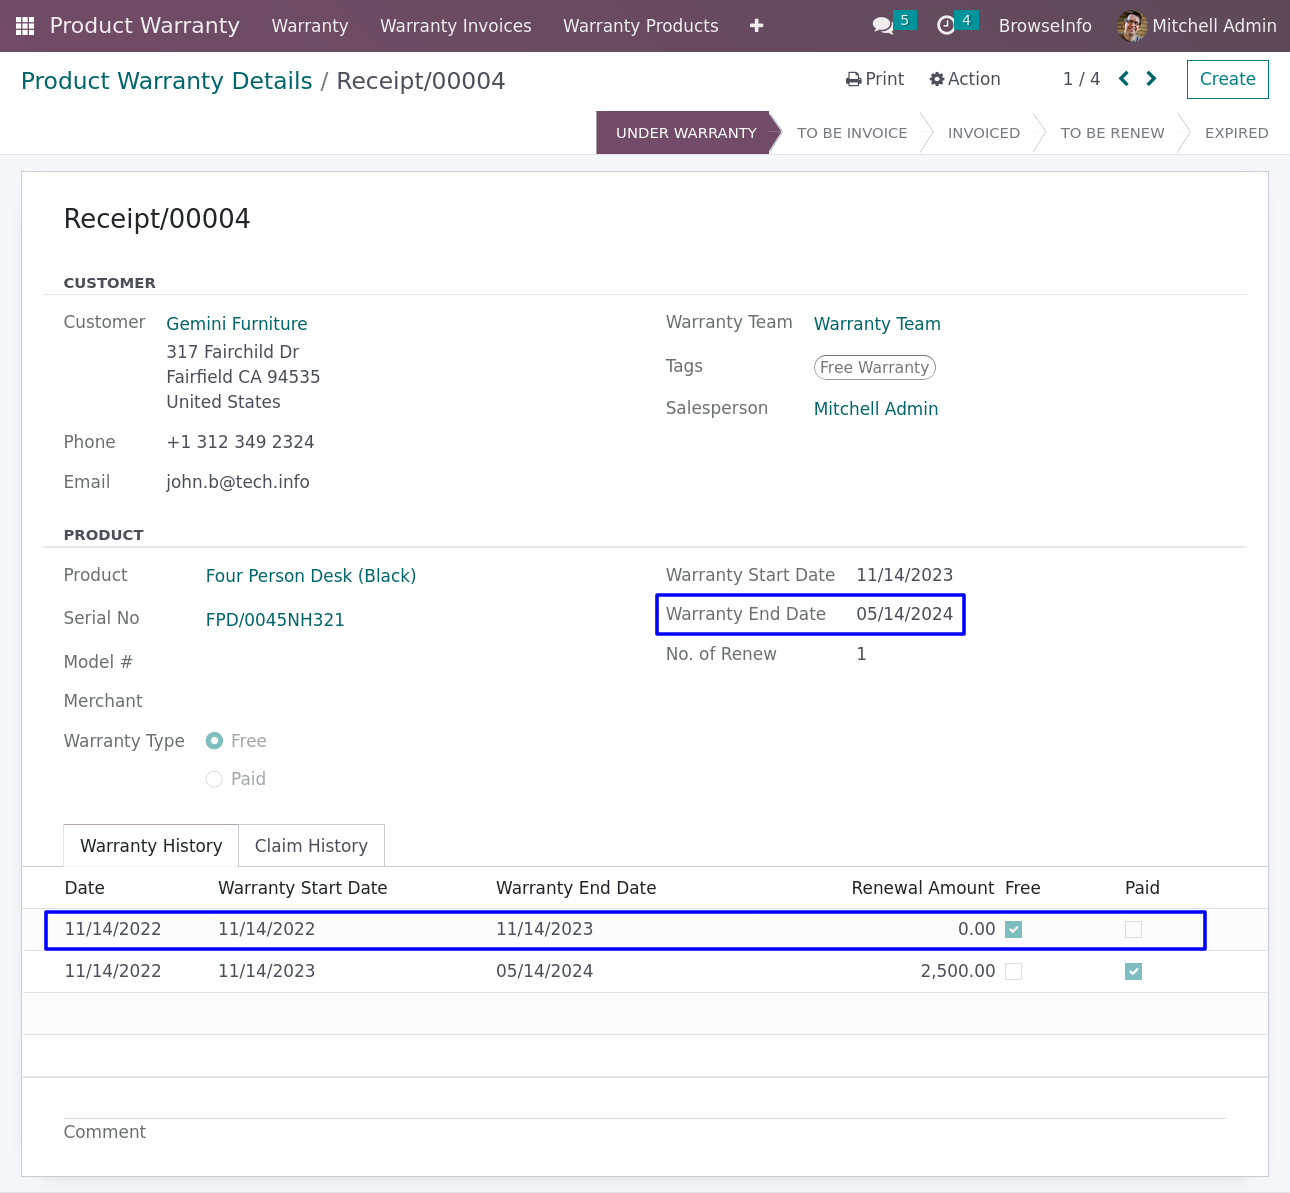 Product Warranty Warranty Warranty Invoices Warranty Products + 5 4 BrowseInfo Mitchell Admin
Product Warranty Details / Receipt/00004 Print Action 1 / 4 Create
UNDER WARRANTY TO BE INVOICE INVOICED TO BE RENEW EXPIRED
Receipt/00004
CUSTOMER
Customer Gemini Furniture Warranty Team Warranty Team
317 Fairchild Dr
Fairfield CA 94535 Tags Free Warranty
United States Salesperson Mitchell Admin
Phone +1 312 349 2324
Email john.b@tech.info
PRODUCT
Product Four Person Desk (Black) Warranty Start Date 11/14/2023
Serial No FPD/0045NH321 Warranty End Date 05/14/2024
Model # No. of Renew 1
Merchant
Warranty Type Free
Paid
Warranty History Claim History
Date Warranty Start Date Warranty End Date Renewal Amount Free Paid
11/14/2022 11/14/2022 11/14/2023 0.00
11/14/2022 11/14/2023 05/14/2024 2,500.00
Comment